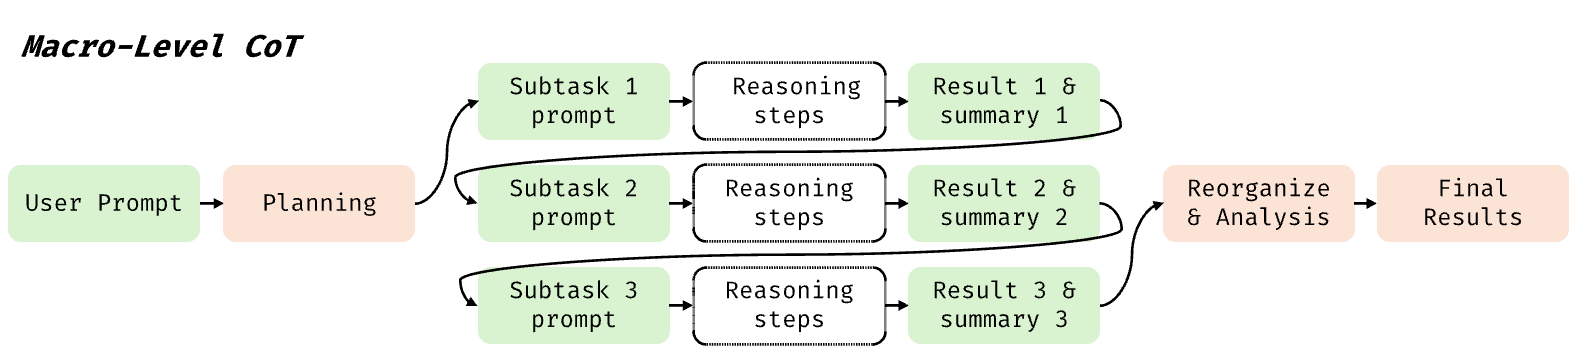 Macro-Level CoT
User Prompt
Planning
Subtask 1
prompt
Reasoning
steps
Result 1 &
summary 1
Subtask 2
prompt
Reasoning
steps
Result 2 &
summary 2
Subtask 3
prompt
Reasoning
steps
Result 3 &
summary 3
Reorganize
& Analysis
Final
Results